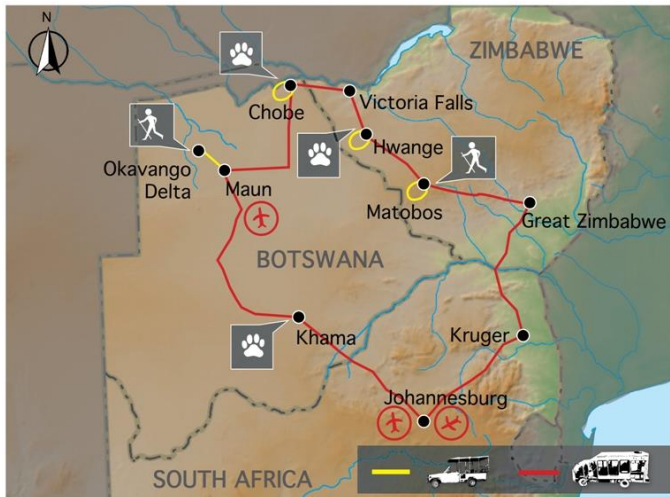 N
ZIMBABWE
Chobe
Victoria Falls
Hwange
Okavango
Delta
Maun
Matobos
Great Zimbabwe
BOTSWANA
Khama
Kruger
Johannesburg
SOUTH AFRICA